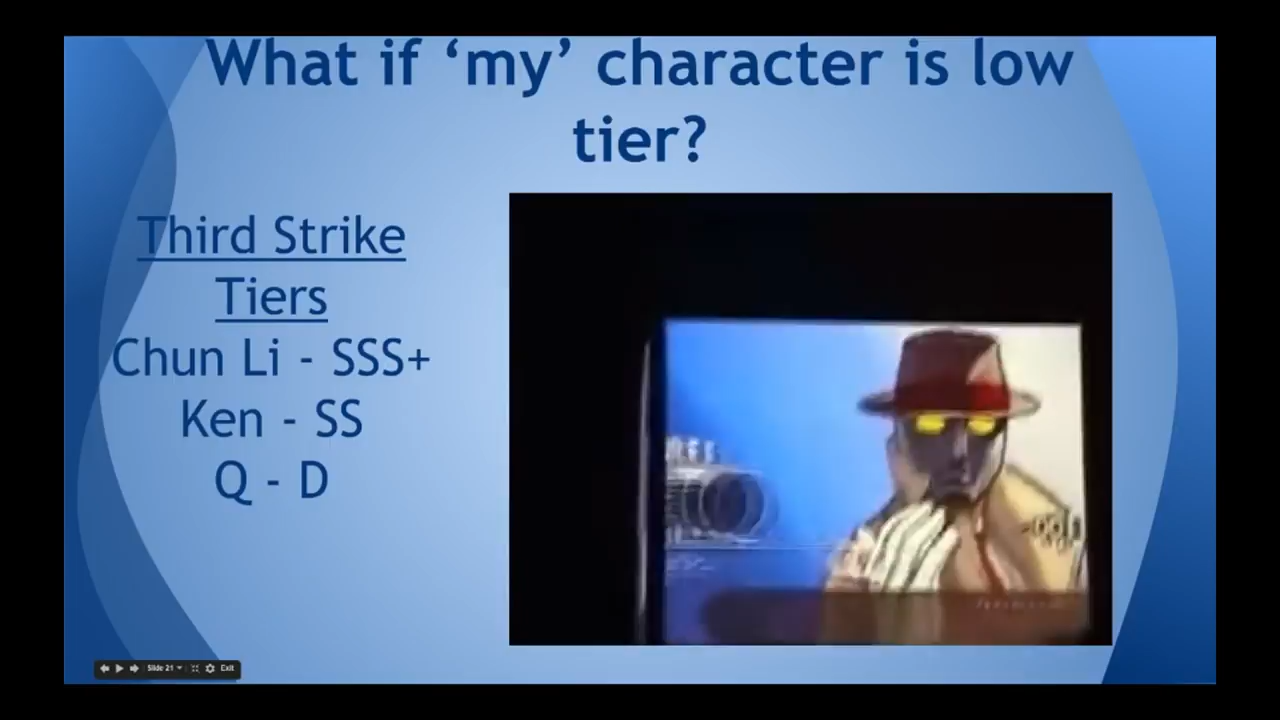 What if ‘my’ character is low
tier?
Third Strike
Tiers
Chun Li - SSS+
Ken - SS
Q - D
Slide 21
Exit